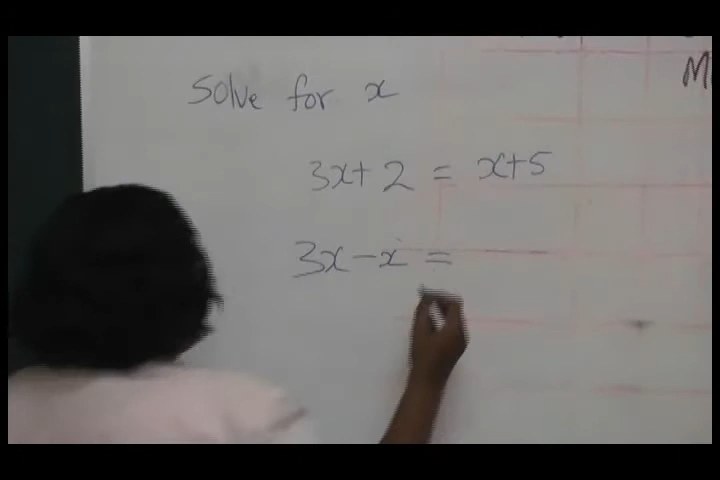 Solve for x
M
3x+2 = x+5
3x-x =